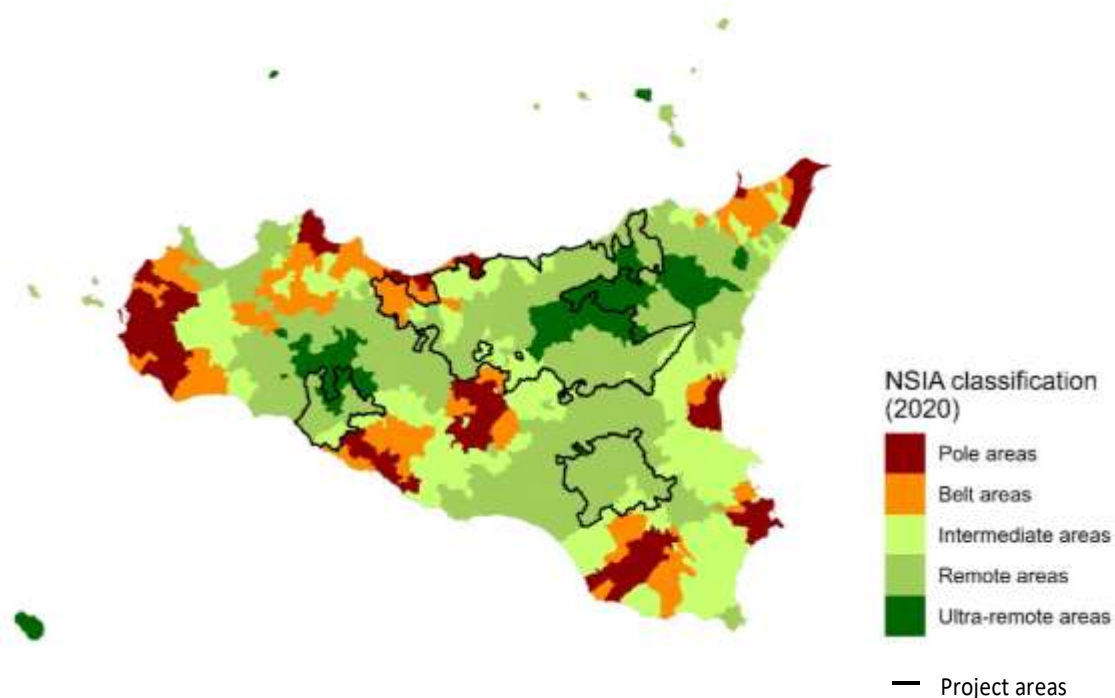 NSIA classification
(2020)
Pole areas
Belt areas
Intermediate areas
Remote areas
Ultra-remote areas
Project areas